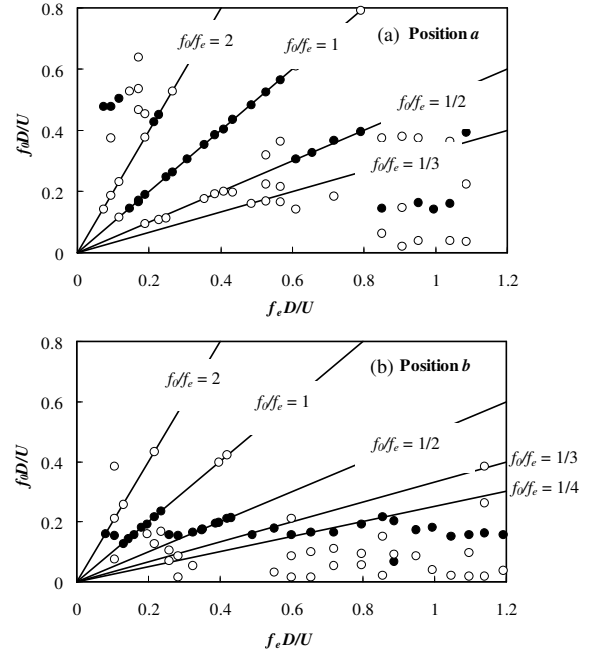 0.8
(a) Position a
f₀/fₑ = 2
f₀/fₑ = 1
0.6
f₀/fₑ = 1/2
f₀D/U
0.4
f₀/fₑ = 1/3
0.2
0
0 0.2 0.4 0.6 0.8 1 1.2
fₑD/U
0.8
(b) Position b
f₀/fₑ = 2
f₀/fₑ = 1
0.6
f₀/fₑ = 1/2
f₀D/U
0.4
f₀/fₑ = 1/3
f₀/fₑ = 1/4
0.2
0
0 0.2 0.4 0.6 0.8 1 1.2
fₑD/U